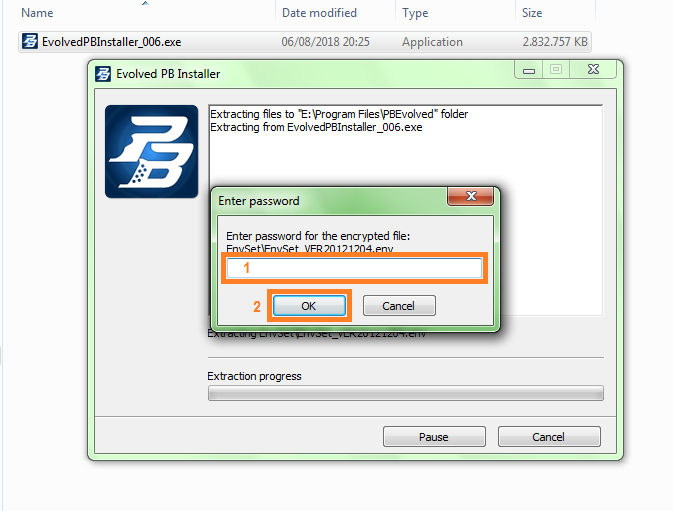 Name Date modified Type Size
EvolvedPBInstaller_006.exe 06/08/2018 20:25 Application 2.832.757 KB
Evolved PB Installer
Extracting files to "E:\Program Files\PBEvolved" folder
Extracting from EvolvedPBInstaller_006.exe
PB
Enter password
Enter password for the encrypted file:
EnvSet\EnvSet_VER20121204.env
1
2 OK Cancel
Extracting EnvSet\EnvSet_VER20121204.env
Extraction progress
Pause Cancel